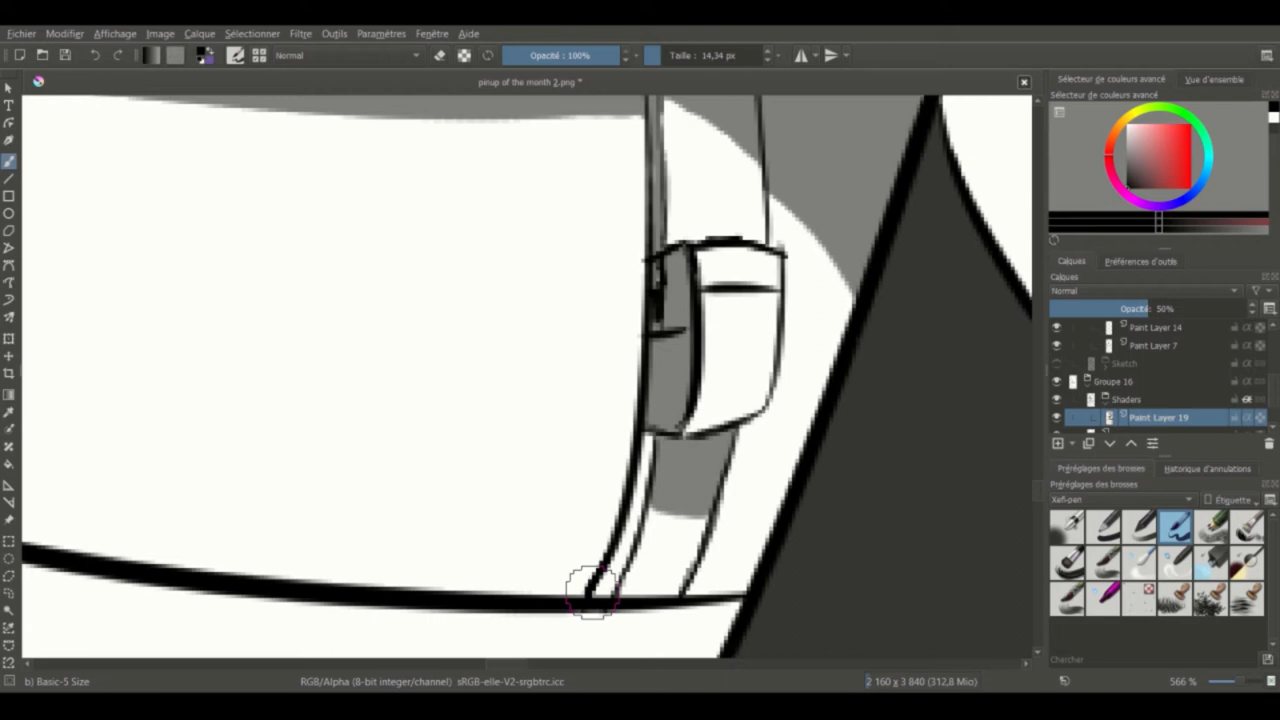 Fichier Modifier Affichage Image Calque Sélectionner Filtre Outils Paramètres Fenêtre Aide
Normal Opacité : 100% Taille : 14,34 px
pinup of the month 2.png *
Sélecteur de couleurs avancé Vue d'ensemble
Sélecteur de couleurs avancé
Calques Préférences d'outils
Calques
Normal
Opacité : 50%
Paint Layer 14
Paint Layer 7
Sketch
Groupe 16
Shaders
Paint Layer 19
Préréglages des brosses Historique d'annulations
Préréglages des brosses
Xefi-pen Étiquette
Chercher
b) Basic-5 Size RGB/Alpha (8-bit integer/channel) sRGB-elle-V2-srgbtrc.icc 2 160 x 3 840 (312,8 Mio) 566 %